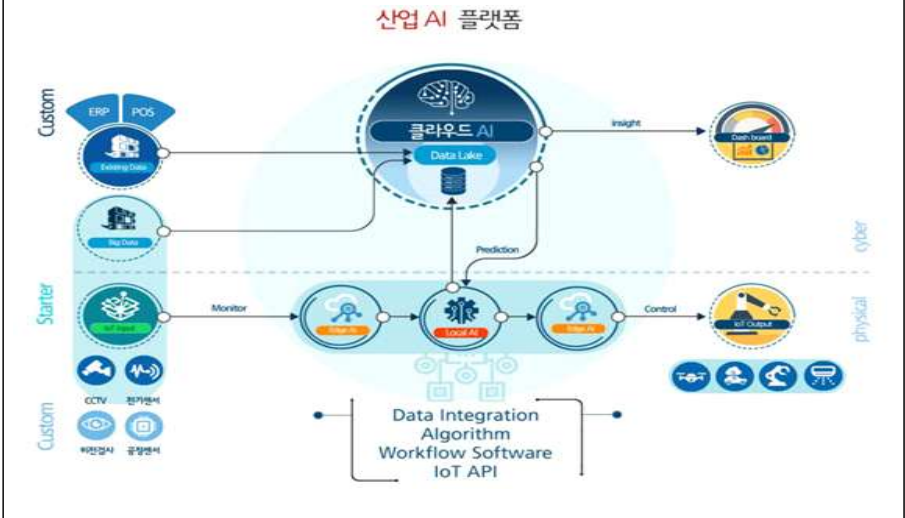 산업 AI 플랫폼
Custom
ERP
POS
Existing Data
클라우드 AI
Data Lake
insight
Dash board
Big Data
Prediction
cyber
Starter
IoT Input
Monitor
Edge AI
Local AI
Edge AI
Control
IoT Output
physical
CCTV
전기센서
Custom
비전검사
공정센서
Data Integration
Algorithm
Workflow Software
IoT API